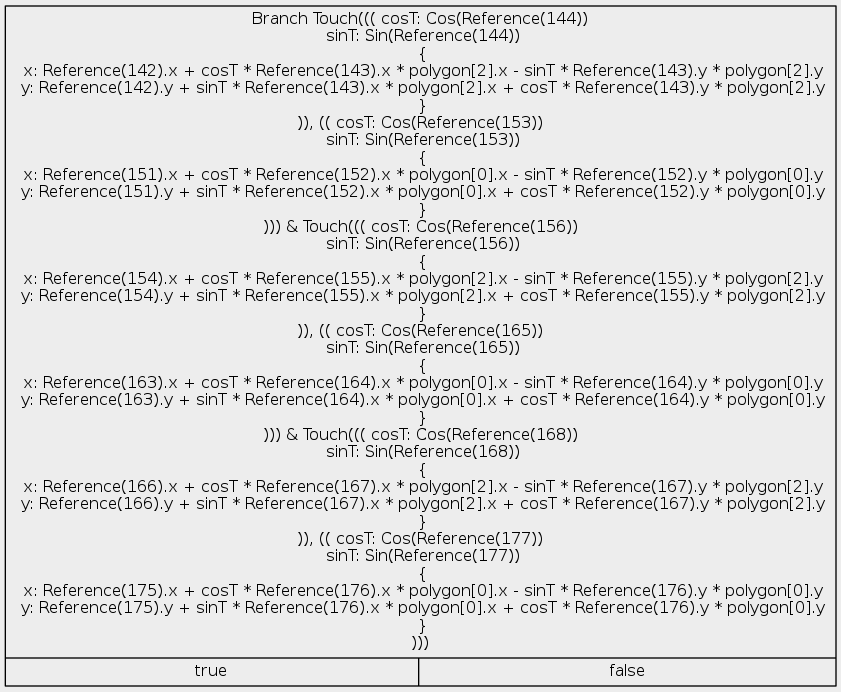 Branch Touch((( cosT: Cos(Reference(144))
sinT: Sin(Reference(144))
{
x: Reference(142).x + cosT * Reference(143).x * polygon[2].x - sinT * Reference(143).y * polygon[2].y
y: Reference(142).y + sinT * Reference(143).x * polygon[2].x + cosT * Reference(143).y * polygon[2].y
}
)), (( cosT: Cos(Reference(153))
sinT: Sin(Reference(153))
{
x: Reference(151).x + cosT * Reference(152).x * polygon[0].x - sinT * Reference(152).y * polygon[0].y
y: Reference(151).y + sinT * Reference(152).x * polygon[0].x + cosT * Reference(152).y * polygon[0].y
}
))) & Touch((( cosT: Cos(Reference(156))
sinT: Sin(Reference(156))
{
x: Reference(154).x + cosT * Reference(155).x * polygon[2].x - sinT * Reference(155).y * polygon[2].y
y: Reference(154).y + sinT * Reference(155).x * polygon[2].x + cosT * Reference(155).y * polygon[2].y
}
)), (( cosT: Cos(Reference(165))
sinT: Sin(Reference(165))
{
x: Reference(163).x + cosT * Reference(164).x * polygon[0].x - sinT * Reference(164).y * polygon[0].y
y: Reference(163).y + sinT * Reference(164).x * polygon[0].x + cosT * Reference(164).y * polygon[0].y
}
))) & Touch((( cosT: Cos(Reference(168))
sinT: Sin(Reference(168))
{
x: Reference(166).x + cosT * Reference(167).x * polygon[2].x - sinT * Reference(167).y * polygon[2].y
y: Reference(166).y + sinT * Reference(167).x * polygon[2].x + cosT * Reference(167).y * polygon[2].y
}
)), (( cosT: Cos(Reference(177))
sinT: Sin(Reference(177))
{
x: Reference(175).x + cosT * Reference(176).x * polygon[0].x - sinT * Reference(176).y * polygon[0].y
y: Reference(175).y + sinT * Reference(176).x * polygon[0].x + cosT * Reference(176).y * polygon[0].y
}
)))
true
false